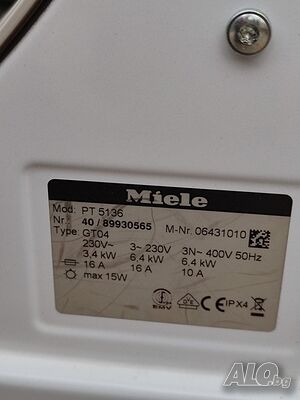 Miele
Mod: PT 5136
Nr.: 40 / 89930565 M-Nr. 06431010
Type: GT04
230V~ 3~ 230V 3N~ 400V 50Hz
3,4 kW 6,4 kW 6,4 kW
16 A 16 A 10 A
max 15W CE IPX4
ALO.bg